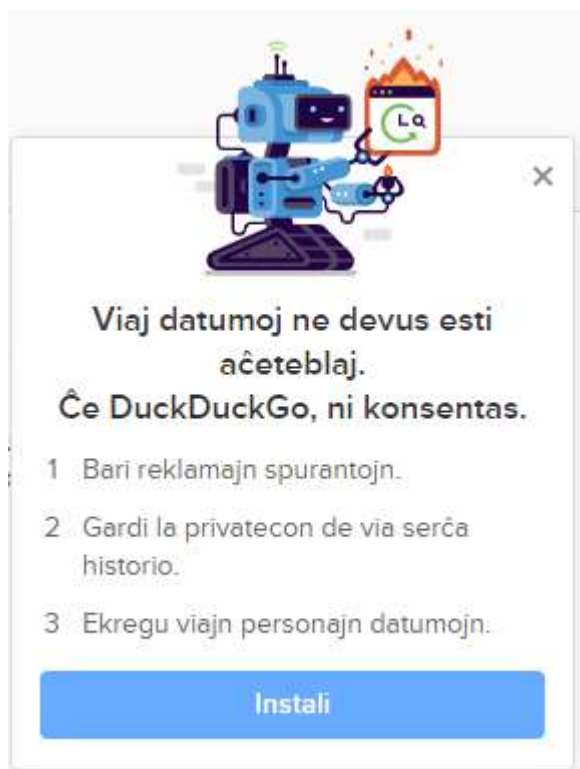 Viaj datumoj ne devus esti
aĉeteblaj.
Ĉe DuckDuckGo, ni konsentas.
1 Bari reklamajn spurantojn.
2 Gardi la privatecon de via serĉa
historio.
3 Ekregu viajn personajn datumojn.
Instali